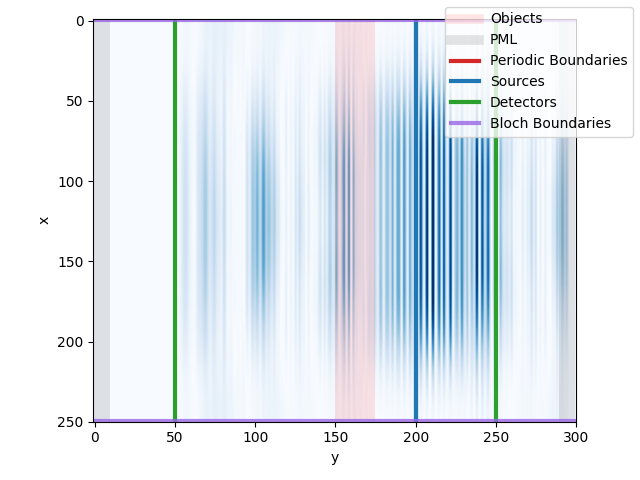 Objects
PML
Periodic Boundaries
Sources
Detectors
Bloch Boundaries
0
50
100
150
200
250
x
0 50 100 150 200 250 300
y